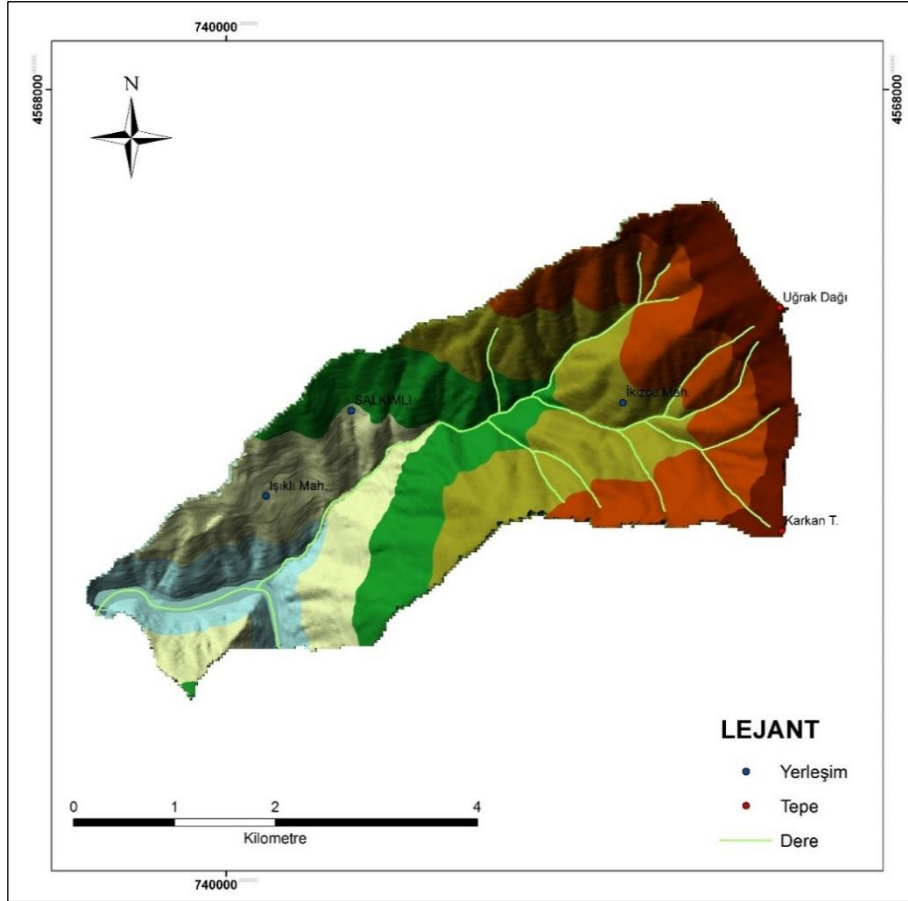 740000
4568000
4568000
N
Uğrak Dağı
İkizce Mah.
SALKIMLI
Işıklı Mah.
Karkan T.
LEJANT
Yerleşim
Tepe
Dere
0 1 2 4
Kilometre
740000